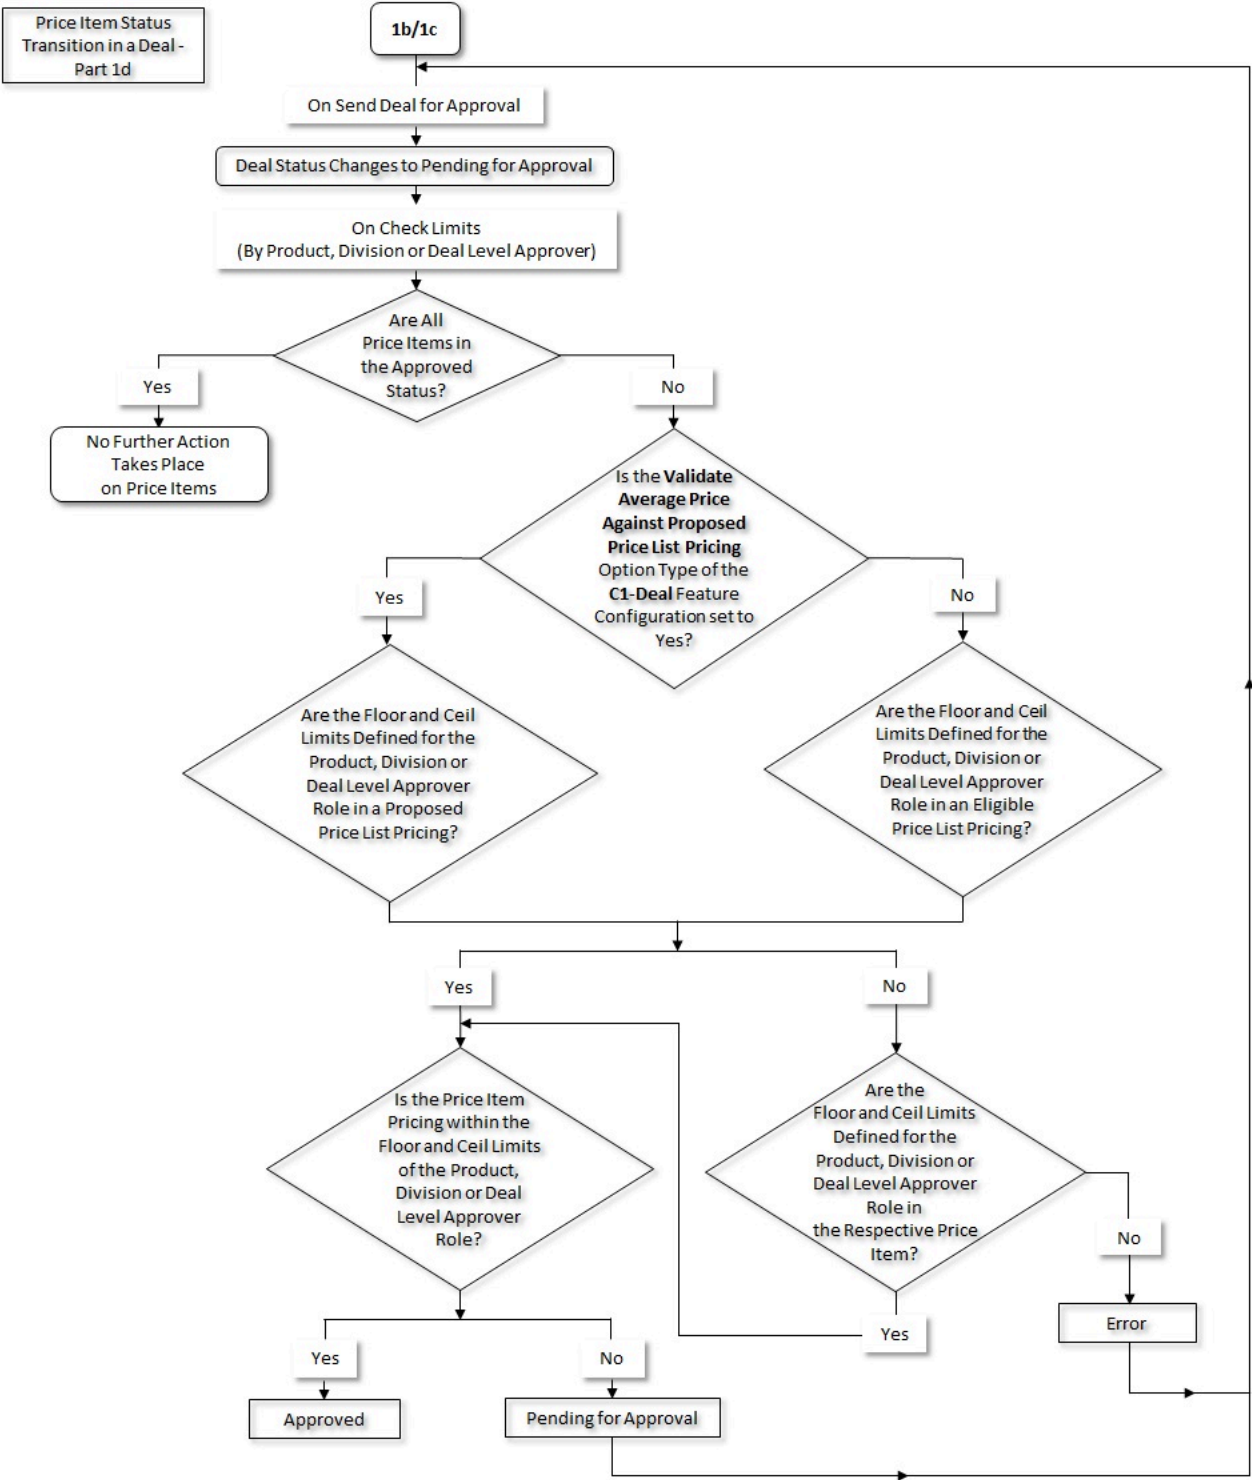 Price Item Status
Transition in a Deal -
Part 1d
1b/1c
On Send Deal for Approval
Deal Status Changes to Pending for Approval
On Check Limits
(By Product, Division or Deal Level Approver)
Are All
Price Items in
the Approved
Status?
Yes
No
No Further Action
Takes Place
on Price Items
Is the Validate
Average Price
Against Proposed
Price List Pricing
Option Type of the
C1-Deal Feature
Configuration set to
Yes?
Yes
No
Are the Floor and Ceil
Limits Defined for the
Product, Division or
Deal Level Approver
Role in a Proposed
Price List Pricing?
Are the Floor and Ceil
Limits Defined for the
Product, Division or
Deal Level Approver
Role in an Eligible
Price List Pricing?
Yes
No
Is the Price Item
Pricing within the
Floor and Ceil Limits
of the Product,
Division or Deal
Level Approver
Role?
Are the
Floor and Ceil Limits
Defined for the
Product, Division or
Deal Level Approver
Role in
the Respective Price
Item?
No
Error
Yes
Yes
No
Approved
Pending for Approval